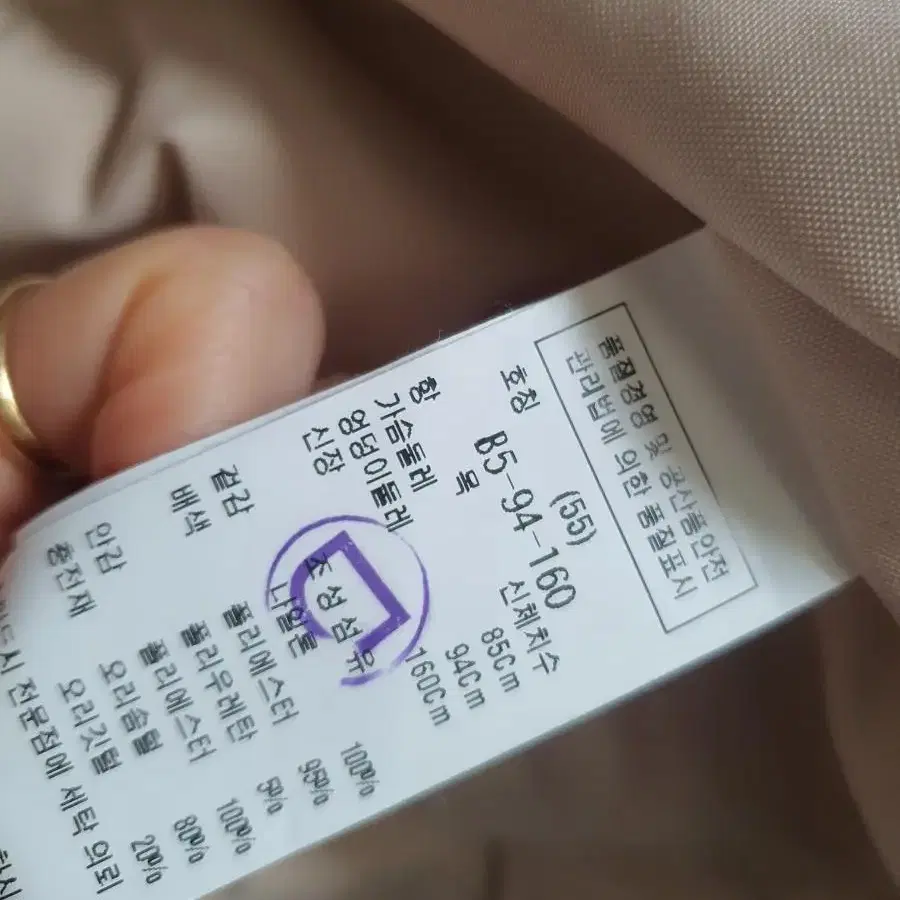 품질경영 및 공산품안전
관리법에 의한 품질표시
(55)
호칭 85-94-160
항 목 신체치수
가슴둘레 85Cm
엉덩이둘레 94Cm
신장 160Cm
조성섬유
겉감 나일론 100%
배색 폴리에스터 95%
폴리우레탄 5%
안감 폴리에스터 100%
충전재 오리솜털 80%
오리깃털 20%
전문점에 세탁 의뢰